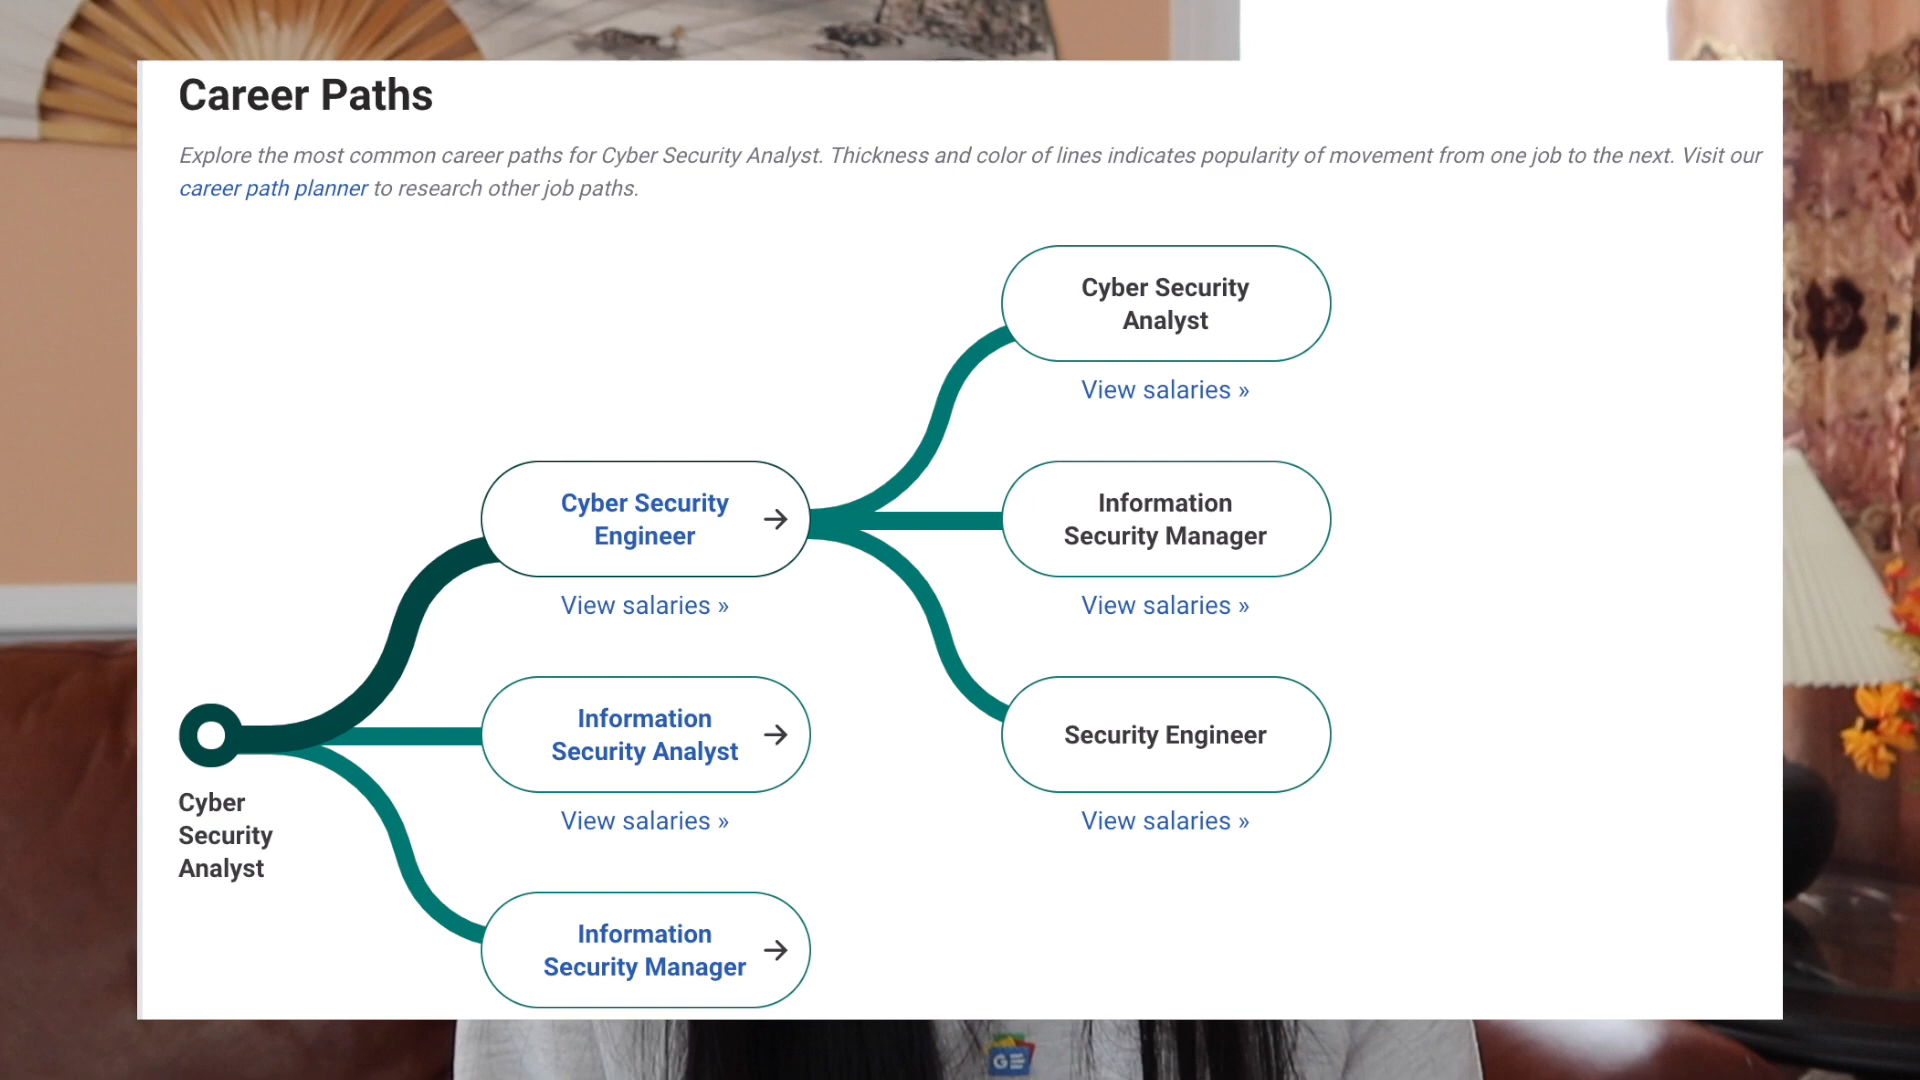 Career Paths
Explore the most common career paths for Cyber Security Analyst. Thickness and color of lines indicates popularity of movement from one job to the next. Visit our
career path planner to research other job paths.
Cyber Security
Analyst
View salaries »
Cyber Security
Engineer
View salaries »
Information
Security Manager
View salaries »
Information
Security Analyst
View salaries »
Security Engineer
View salaries »
Cyber
Security
Analyst
Information
Security Manager
G